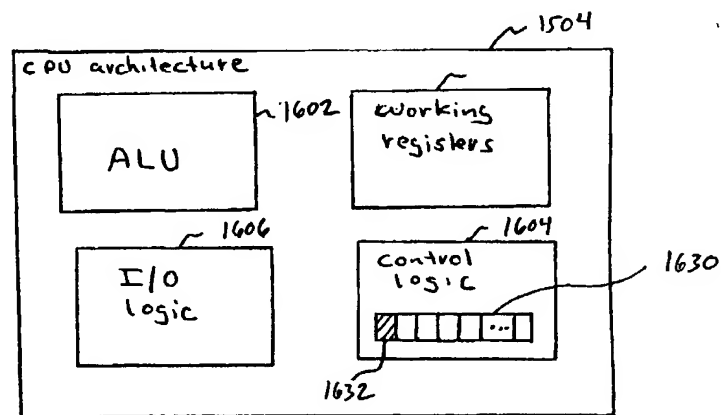 1504
CPU architecture
1602
ALU
working
registers
1606
I/O
logic
1604
control
logic
...
1630
1632